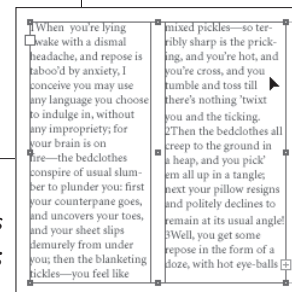 1When  you're lying
wake with a dismal
headache, and repose is
taboo'd by anxiety, I
conceive you may use
any language you choose
to indulge in, without
any impropriety; for
your brain is on
fire—the bedclothes
conspire of usual slum-
ber to plunder you: first
your counterpane goes,
and uncovers your toes,
and your sheet slips
demurely from under
you; then the blanketing
tickles—you feel like
mixed pickles—so ter-
ribly sharp is the prick-
ing, and you're hot, and
you're cross, and you
tumble and toss till
there's nothing 'twixt
you and the ticking.
2Then the bedclothes all
creep to the ground in
a heap, and you pick'
em all up in a tangle;
next your pillow resigns
and politely declines to
remain at its usual angle!
3Well, you get some
repose in the form of a
doze, with hot eye-balls